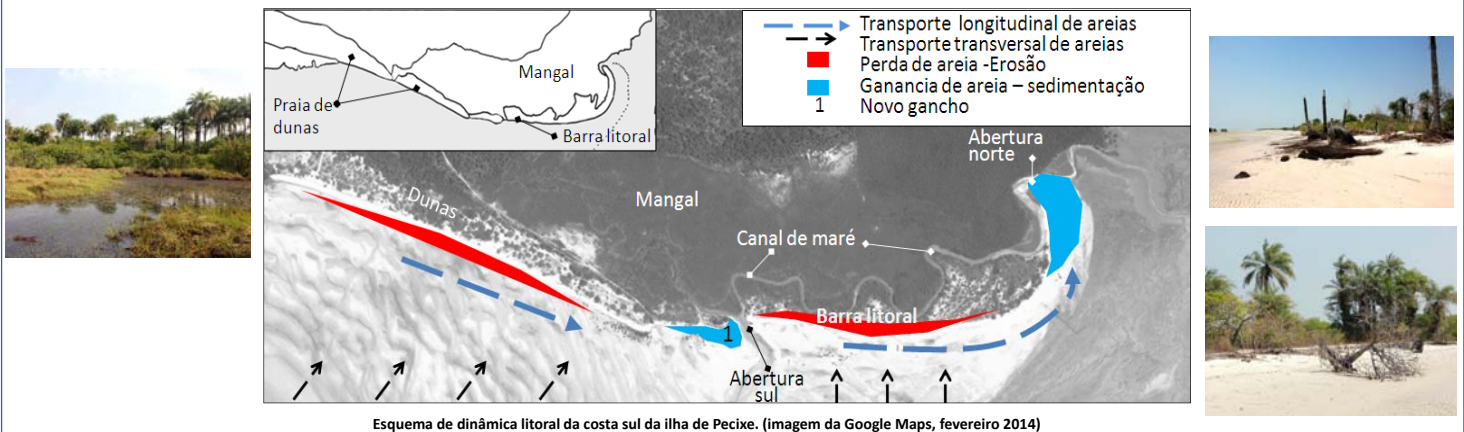 Praia de
dunas
Mangal
Barra litoral
Transporte longitudinal de areias
Transporte transversal de areias
Perda de areia -Erosão
Ganancia de areia – sedimentação
1 Novo gancho
Abertura
norte
Dunas
Mangal
Canal de maré
Barra litoral
1
Abertura
sul
Esquema de dinâmica litoral da costa sul da ilha de Pecixe. (imagem da Google Maps, fevereiro 2014)